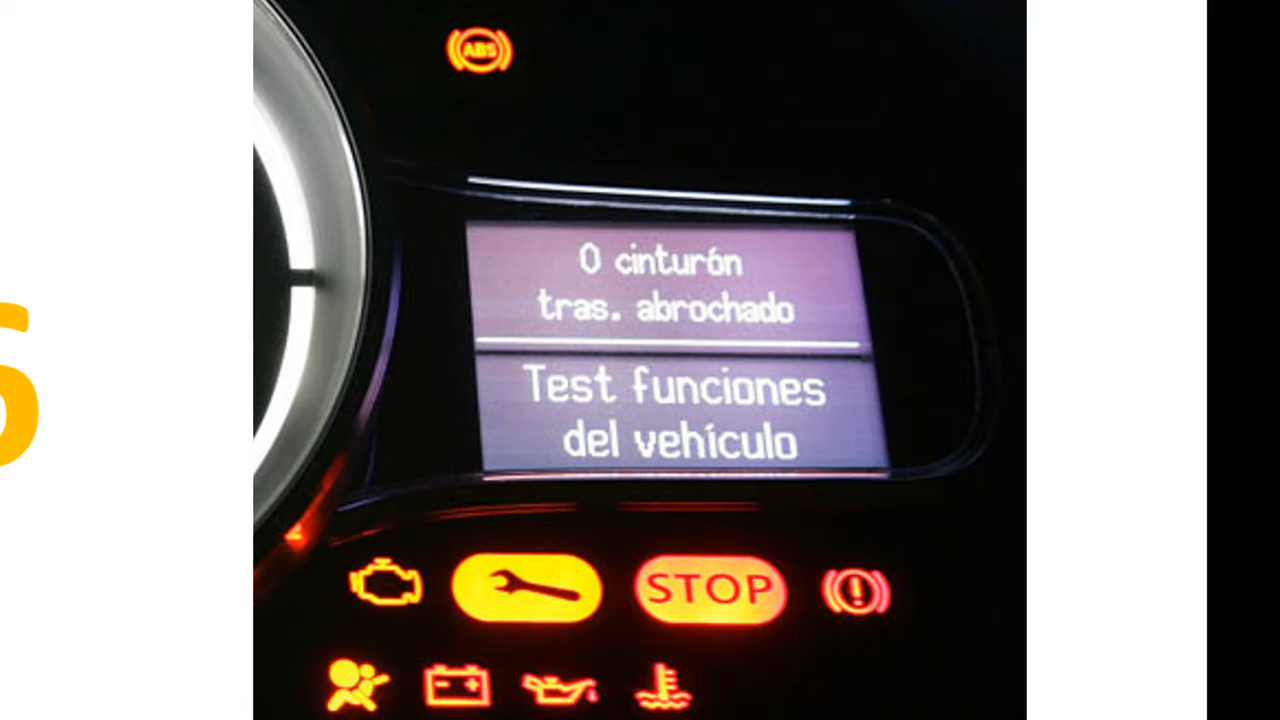 ABS
0 cinturón
tras. abrochado
Test funciones
del vehículo
STOP